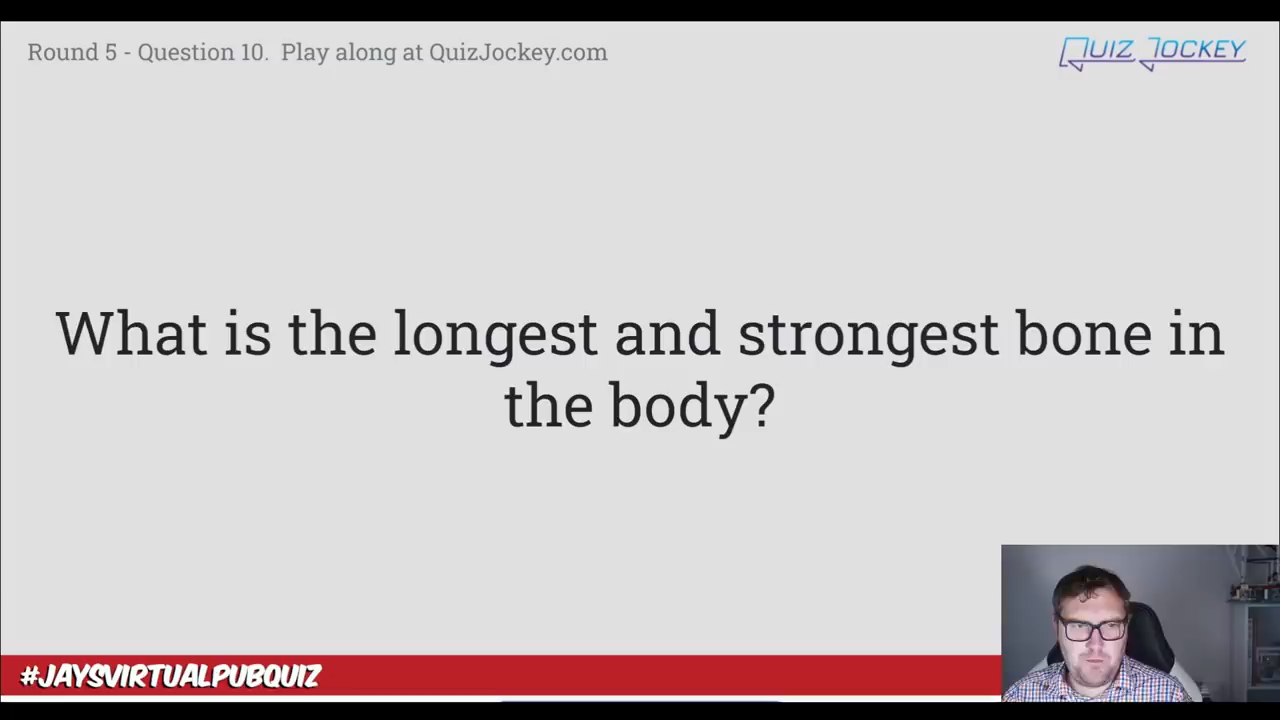 Round 5 - Question 10. Play along at QuizJockey.com
QUIZ JOCKEY
What is the longest and strongest bone in
the body?
#JAYSVIRTUALPUBQUIZ